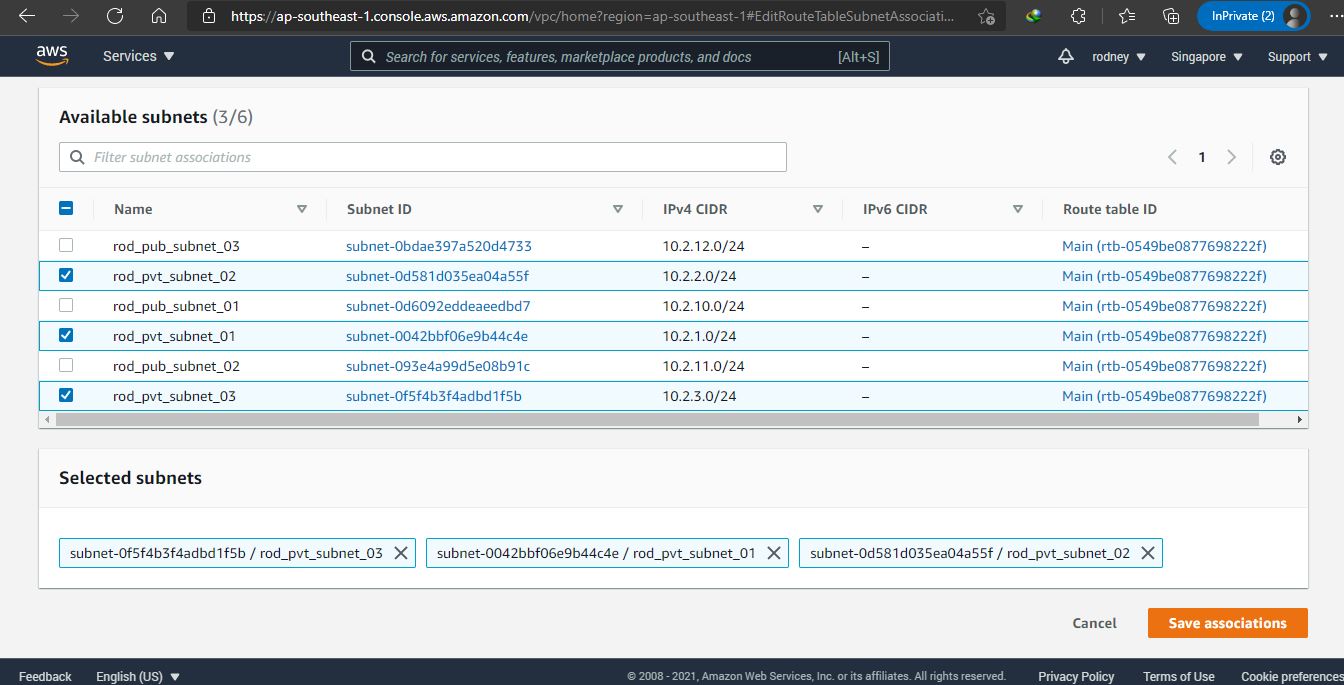 https://ap-southeast-1.console.aws.amazon.com/vpc/home?region=ap-southeast-1#EditRouteTableSubnetAssociati...
InPrivate (2)
aws Services ▼ Search for services, features, marketplace products, and docs [Alt+S] rodney ▼ Singapore ▼ Support ▼
Available subnets (3/6)
Filter subnet associations
1
Name Subnet ID IPv4 CIDR IPv6 CIDR Route table ID
rod_pub_subnet_03 subnet-0bdae397a520d4733 10.2.12.0/24 – Main (rtb-0549be0877698222f)
rod_pvt_subnet_02 subnet-0d581d035ea04a55f 10.2.2.0/24 – Main (rtb-0549be0877698222f)
rod_pub_subnet_01 subnet-0d6092eddeaeedbd7 10.2.10.0/24 – Main (rtb-0549be0877698222f)
rod_pvt_subnet_01 subnet-0042bbf06e9b44c4e 10.2.1.0/24 – Main (rtb-0549be0877698222f)
rod_pub_subnet_02 subnet-093e4a99d5e08b91c 10.2.11.0/24 – Main (rtb-0549be0877698222f)
rod_pvt_subnet_03 subnet-0f5f4b3f4adbd1f5b 10.2.3.0/24 – Main (rtb-0549be0877698222f)
Selected subnets
subnet-0f5f4b3f4adbd1f5b / rod_pvt_subnet_03 subnet-0042bbf06e9b44c4e / rod_pvt_subnet_01 subnet-0d581d035ea04a55f / rod_pvt_subnet_02
Cancel Save associations
Feedback English (US) ▼ © 2008 - 2021, Amazon Web Services, Inc. or its affiliates. All rights reserved. Privacy Policy Terms of Use Cookie preferences